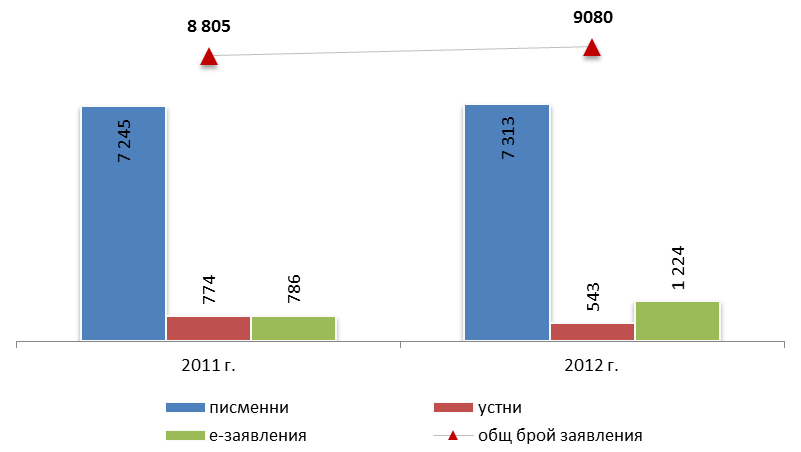 8 805
9080
7 245
774
786
7 313
543
1 224
2011 г.
2012 г.
писменни
устни
е-заявления
общ брой заявления